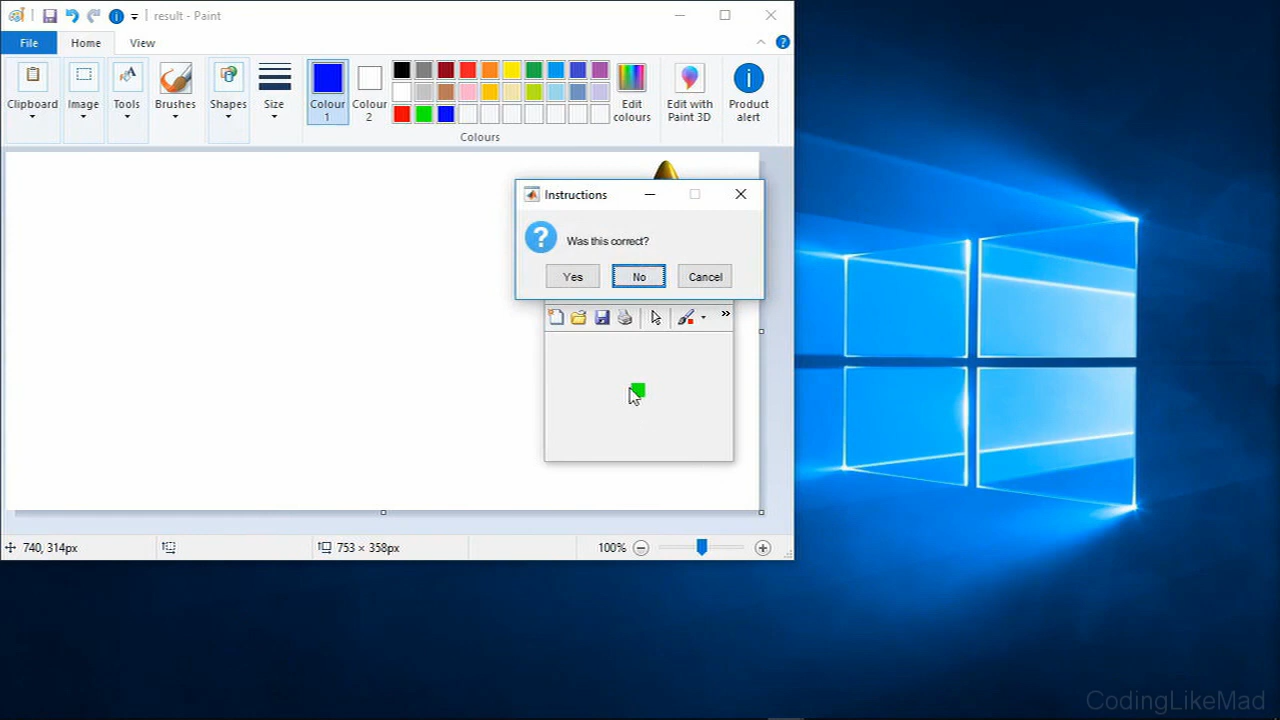 result - Paint
File
Home
View
Clipboard
Image
Tools
Brushes
Shapes
Size
Colour
1
Colour
2
Edit
colours
Edit with
Paint 3D
Product
alert
Colours
Instructions
Was this correct?
Yes
No
Cancel
740, 314px
753 × 358px
100%
CodingLikeMad